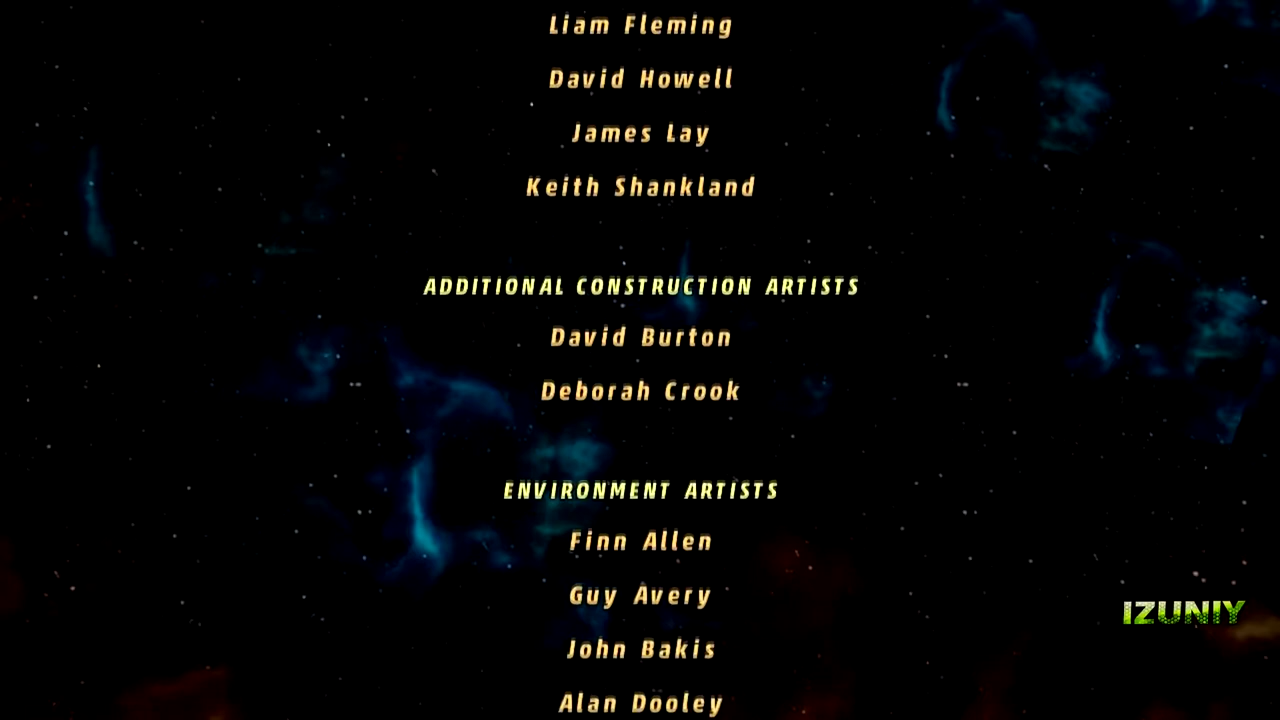 Liam Fleming
David Howell
James Lay
Keith Shankland
ADDITIONAL CONSTRUCTION ARTISTS
David Burton
Deborah Crook
ENVIRONMENT ARTISTS
Finn Allen
Guy Avery
John Bakis
IZUNIY
Alan Dooley